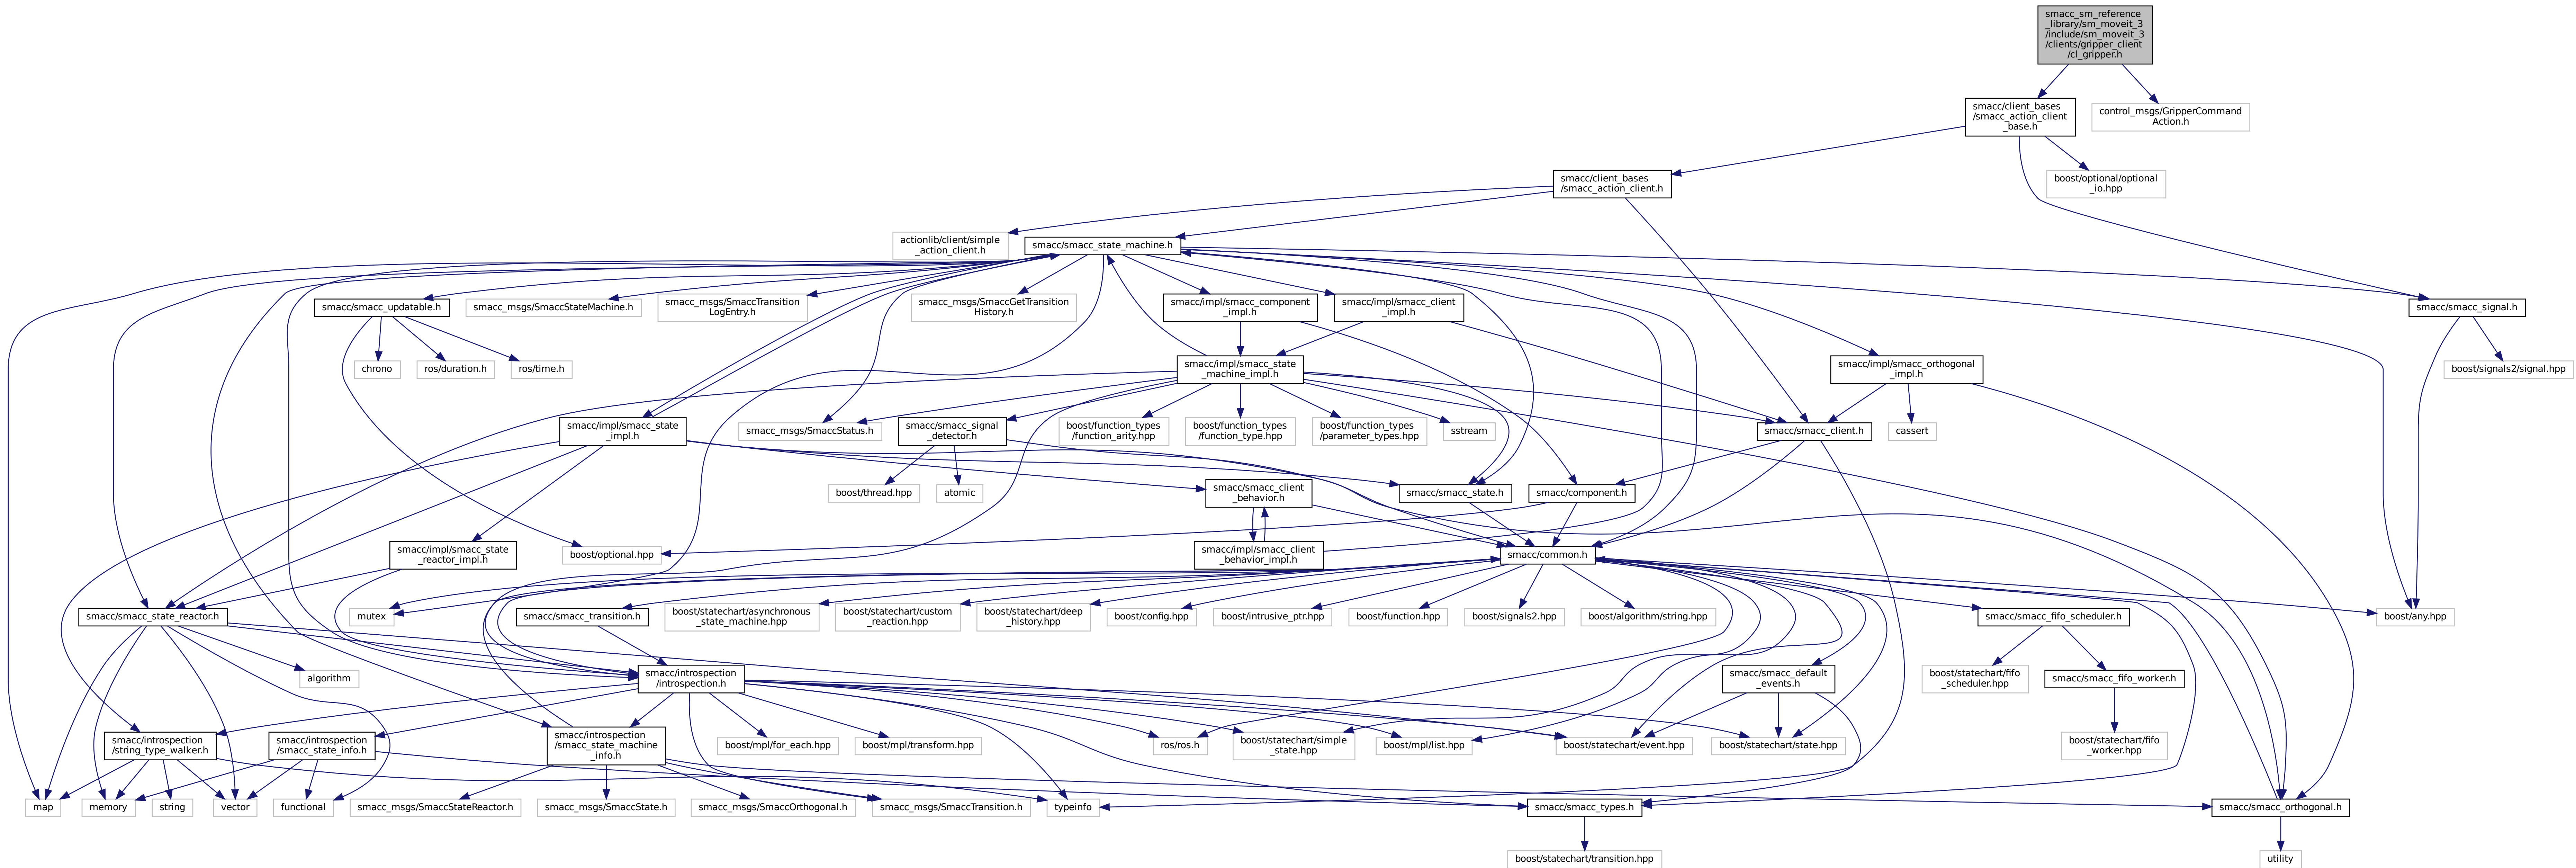 smacc_sm_reference
_library/sm_moveit_3
/include/sm_moveit_3
/clients/gripper_client
/cl_gripper.h
smacc/client_bases
/smacc_action_client
_base.h
control_msgs/GripperCommand
Action.h
smacc/client_bases
/smacc_action_client.h
boost/optional/optional
_io.hpp
actionlib/client/simple
_action_client.h
smacc/smacc_state_machine.h
smacc/smacc_updatable.h
smacc_msgs/SmaccStateMachine.h
smacc_msgs/SmaccTransition
LogEntry.h
smacc_msgs/SmaccGetTransition
History.h
smacc/impl/smacc_component
_impl.h
smacc/impl/smacc_client
_impl.h
smacc/smacc_signal.h
chrono
ros/duration.h
ros/time.h
smacc/impl/smacc_state
_machine_impl.h
smacc/impl/smacc_orthogonal
_impl.h
boost/signals2/signal.hpp
smacc/impl/smacc_state
_impl.h
smacc_msgs/SmaccStatus.h
smacc/smacc_signal
_detector.h
boost/function_types
/function_arity.hpp
boost/function_types
/function_type.hpp
boost/function_types
/parameter_types.hpp
sstream
smacc/smacc_client.h
cassert
boost/thread.hpp
atomic
smacc/smacc_client
_behavior.h
smacc/smacc_state.h
smacc/component.h
smacc/impl/smacc_state
_reactor_impl.h
boost/optional.hpp
smacc/impl/smacc_client
_behavior_impl.h
smacc/common.h
smacc/smacc_state_reactor.h
mutex
smacc/smacc_transition.h
boost/statechart/asynchronous
_state_machine.hpp
boost/statechart/custom
_reaction.hpp
boost/statechart/deep
_history.hpp
boost/config.hpp
boost/intrusive_ptr.hpp
boost/function.hpp
boost/signals2.hpp
boost/algorithm/string.hpp
smacc/smacc_fifo_scheduler.h
boost/any.hpp
algorithm
smacc/introspection
/introspection.h
smacc/smacc_default
_events.h
boost/statechart/fifo
_scheduler.hpp
smacc/smacc_fifo_worker.h
smacc/introspection
/string_type_walker.h
smacc/introspection
/smacc_state_info.h
smacc/introspection
/smacc_state_machine
_info.h
boost/mpl/for_each.hpp
boost/mpl/transform.hpp
ros/ros.h
boost/statechart/simple
_state.hpp
boost/mpl/list.hpp
boost/statechart/event.hpp
boost/statechart/state.hpp
boost/statechart/fifo
_worker.hpp
map
memory
string
vector
functional
smacc_msgs/SmaccStateReactor.h
smacc_msgs/SmaccState.h
smacc_msgs/SmaccOrthogonal.h
smacc_msgs/SmaccTransition.h
typeinfo
smacc/smacc_types.h
smacc/smacc_orthogonal.h
boost/statechart/transition.hpp
utility